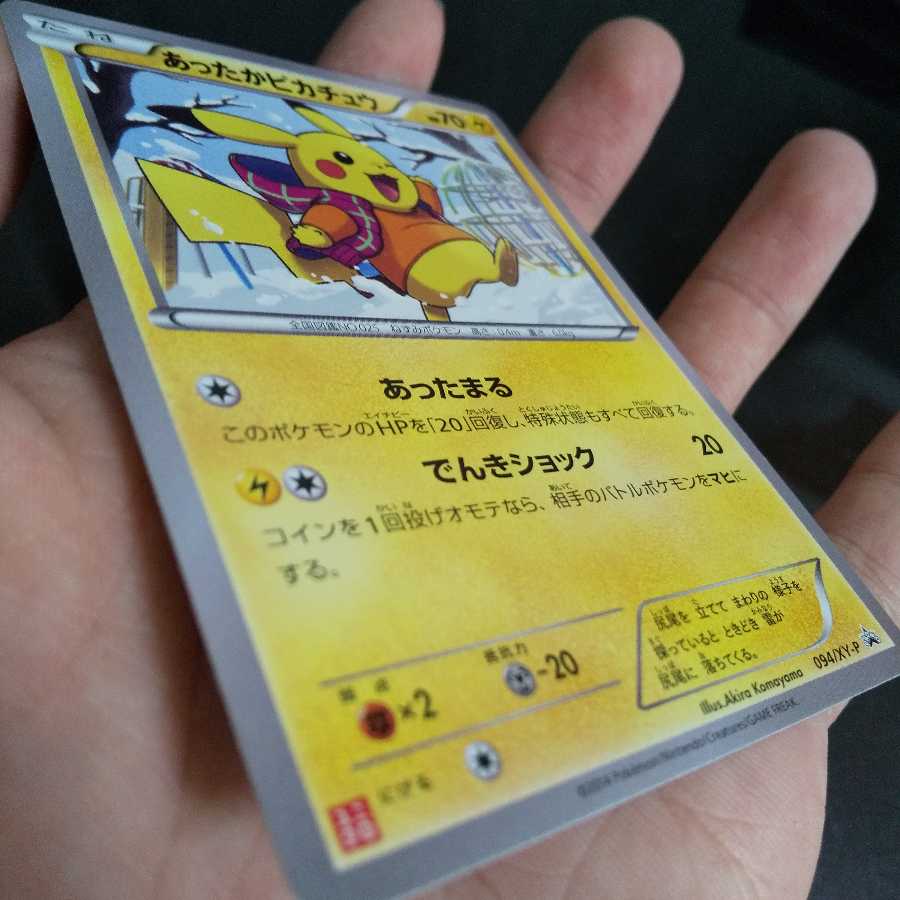 たね
あったかピカチュウ HP70
全国図鑑NO.025 ねずみポケモン 高さ:0.4m 重さ:
あったまる
このポケモンのHPを「20」回復し、特殊状態もすべて回復する。
でんきショック 20
コインを1回投げオモテなら、相手のバトルポケモンをマヒに
する。
尻尾を 立てて まわりの 様子を
探っていると ときどき 雷が
尻尾に 落ちてくる。
弱点 抵抗力
×2 -20
にげる
Illus.Akira Komayama
094/XY-P
©2014 Pokémon/Nintendo/Creatures/GAME FREAK.